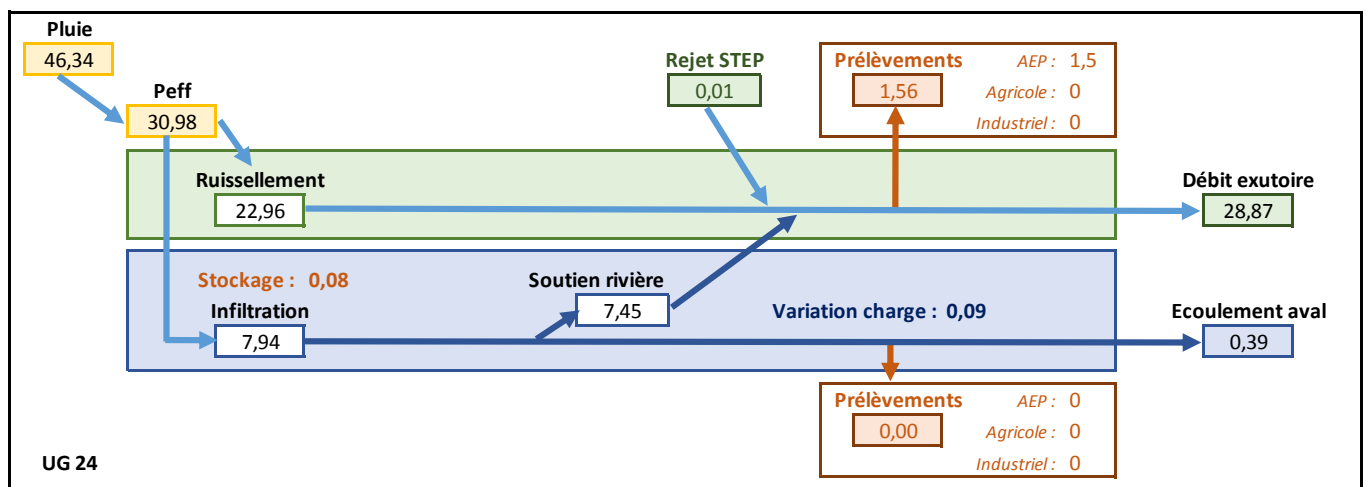 Pluie
46,34
Peff
30,98
Rejet STEP
0,01
Prélèvements
1,56
AEP : 1,5
Agricole : 0
Industriel : 0
Ruissellement
22,96
Débit exutoire
28,87
Stockage : 0,08
Infiltration
7,94
Soutien rivière
7,45
Variation charge : 0,09
Ecoulement aval
0,39
Prélèvements
0,00
AEP : 0
Agricole : 0
Industriel : 0
UG 24